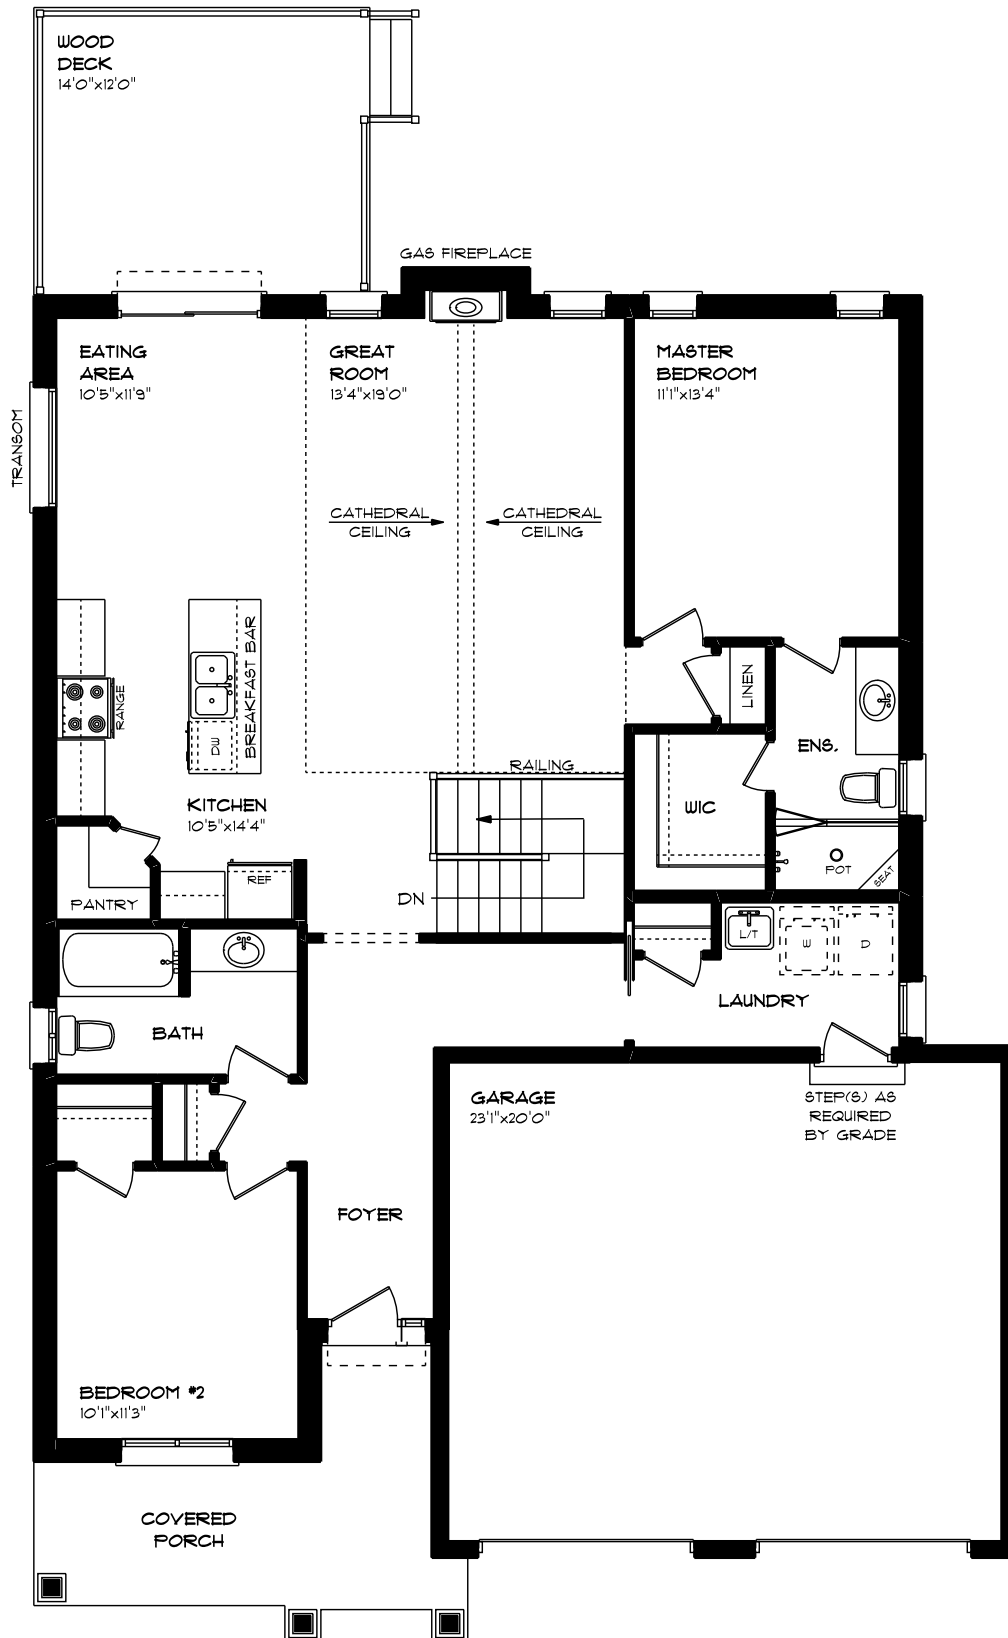 WOOD
DECK
14'0"x12'0"
GAS FIREPLACE
EATING
AREA
10'5"x11'9"
GREAT
ROOM
13'4"x19'0"
MASTER
BEDROOM
11'1"x13'4"
TRANSOM
CATHEDRAL
CEILING
CATHEDRAL
CEILING
RANGE
BREAKFAST BAR
DW
LINEN
ENS.
RAILING
KITCHEN
10'5"x14'4"
WIC
POT
SEAT
REF
PANTRY
DN
L/T
W
D
LAUNDRY
BATH
GARAGE
23'1"x20'0"
STEP(S) AS
REQUIRED
BY GRADE
FOYER
BEDROOM #2
10'1"x11'3"
COVERED
PORCH